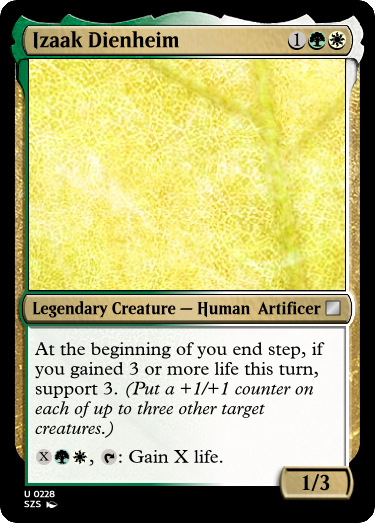 Izaak Dienheim 1
Legendary Creature — Human Artificer
At the beginning of you end step, if
you gained 3 or more life this turn,
support 3. (Put a +1/+1 counter on
each of up to three other target
creatures.)
X, : Gain X life.
1/3
U 0228
SZS